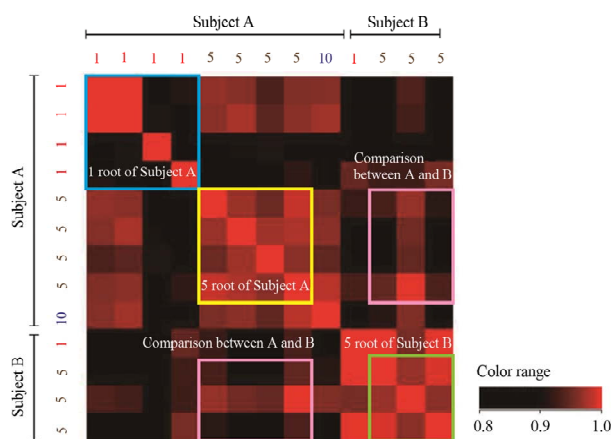 Subject A Subject B
1 1 1 1 5 5 5 5 10 1 5 5 5
Subject A
1
1
1
1
5
5
5
5
10
Subject B
1
5
5
5
1 root of Subject A
Comparison
between A and B
5 root of Subject A
Comparison between A and B
5 root of Subject B
Color range
0.8 0.9 1.0